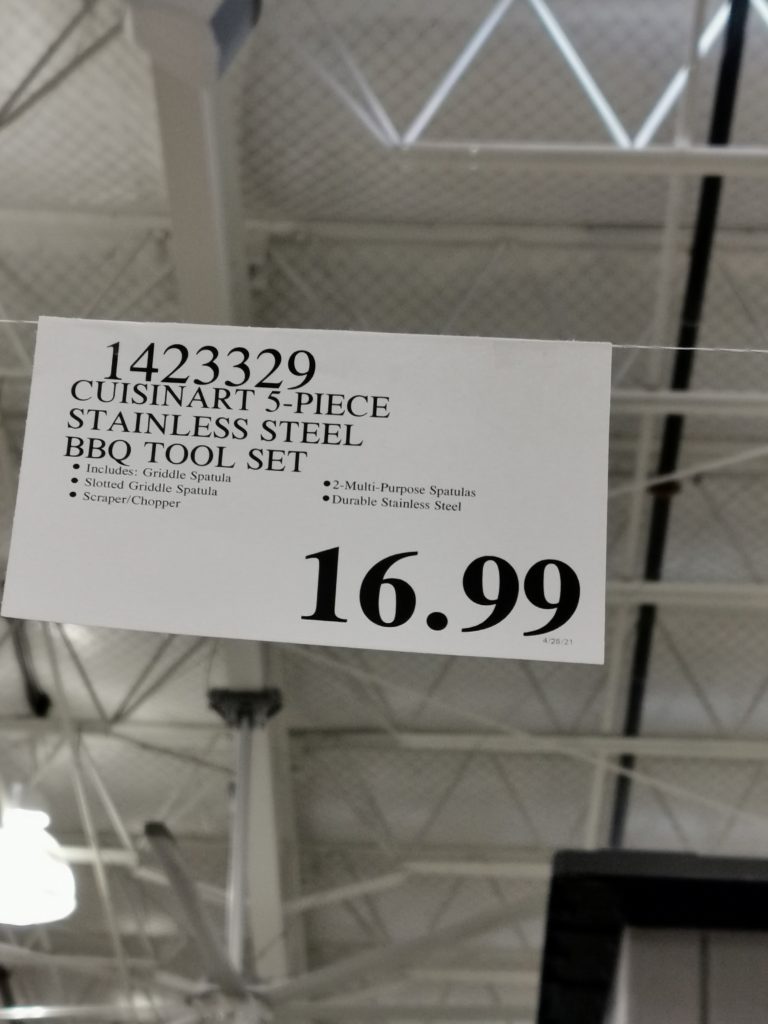 1423329
CUISINART 5-PIECE
STAINLESS STEEL
BBQ TOOL SET
• Includes: Griddle Spatula
• Slotted Griddle Spatula
• Scraper/Chopper
• 2-Multi-Purpose Spatulas
• Durable Stainless Steel
16.99
4/26/21